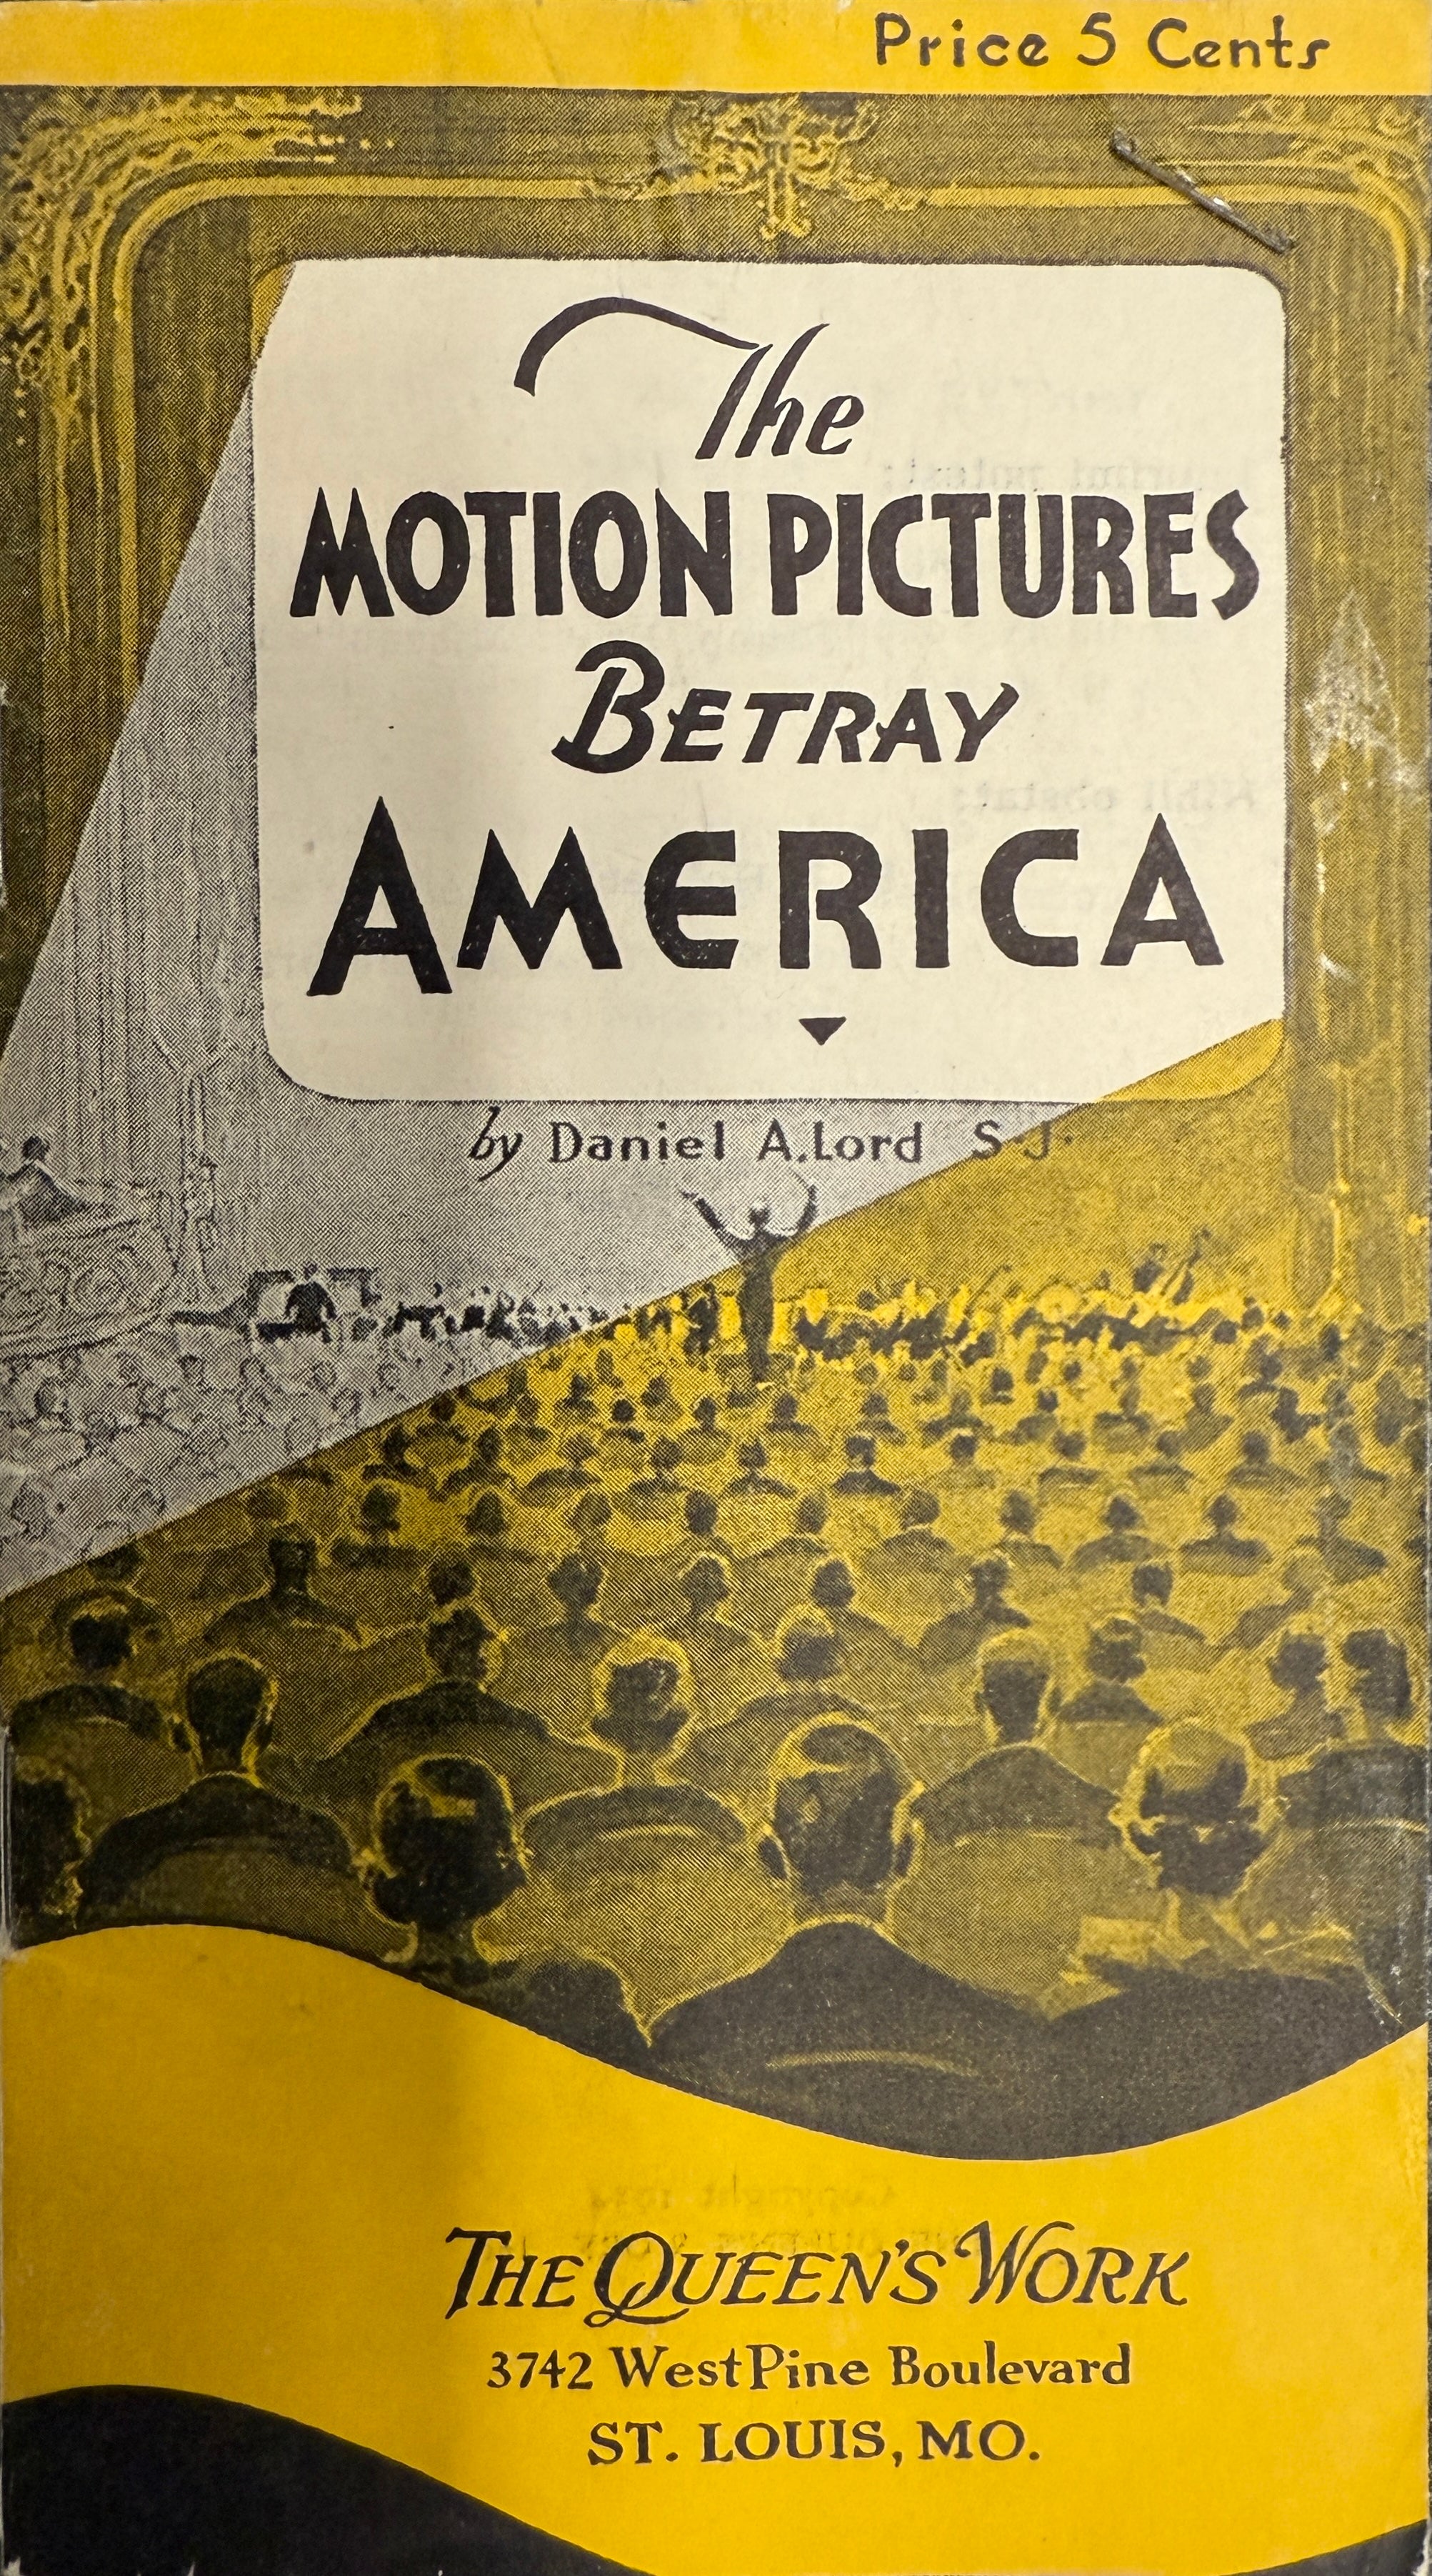 Price 5 Cents
The
MOTION PICTURES
BETRAY
AMERICA
by Daniel A. Lord S J.
THE QUEEN'S WORK
3742 West Pine Boulevard
ST. LOUIS, MO.